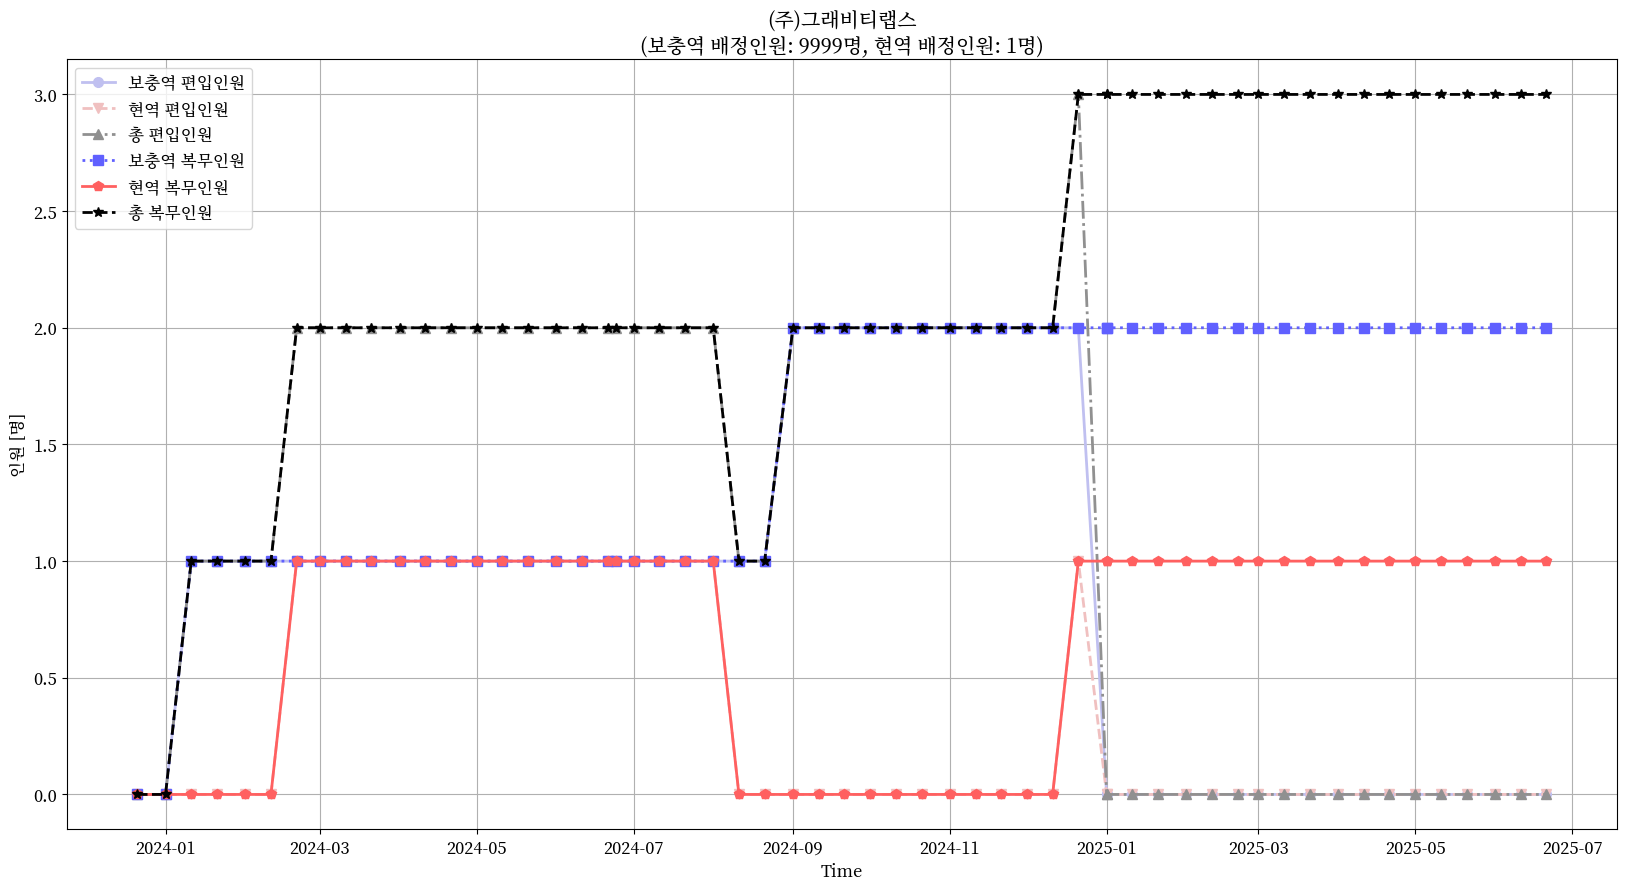 (주)그래비티랩스
(보충역 배정인원: 9999명, 현역 배정인원: 1명)
보충역 편입인원
현역 편입인원
총 편입인원
보충역 복무인원
현역 복무인원
총 복무인원
인원 [명]
3.0
2.5
2.0
1.5
1.0
0.5
0.0
2024-01 2024-03 2024-05 2024-07 2024-09 2024-11 2025-01 2025-03 2025-05 2025-07
Time